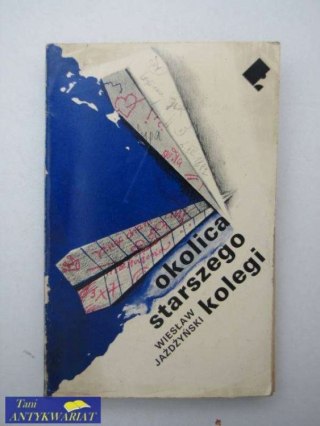 okolica
starszego
kolegi
WIESŁAW
JAŻDŻYŃSKI
Tani
ANTYKWARIAT